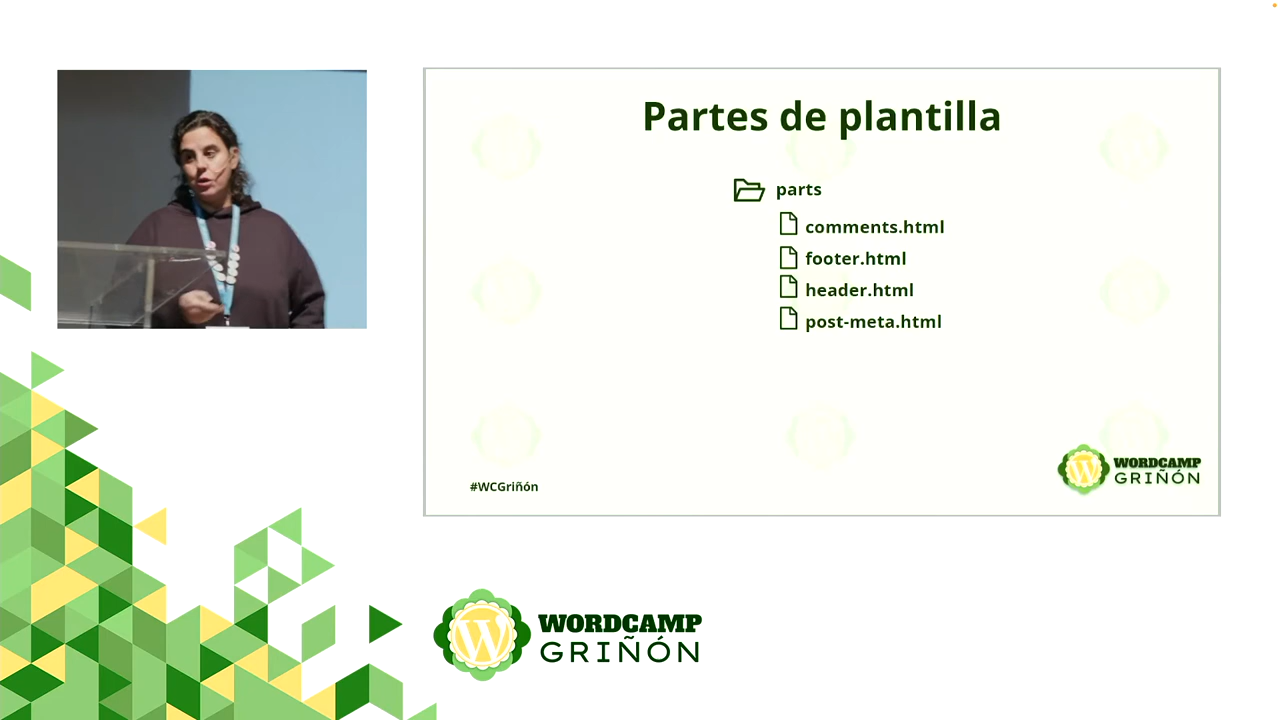 Partes de plantilla
parts
comments.html
footer.html
header.html
post-meta.html
#WCGriñón
WORDCAMP
GRIÑÓN
WORDCAMP
GRIÑÓN